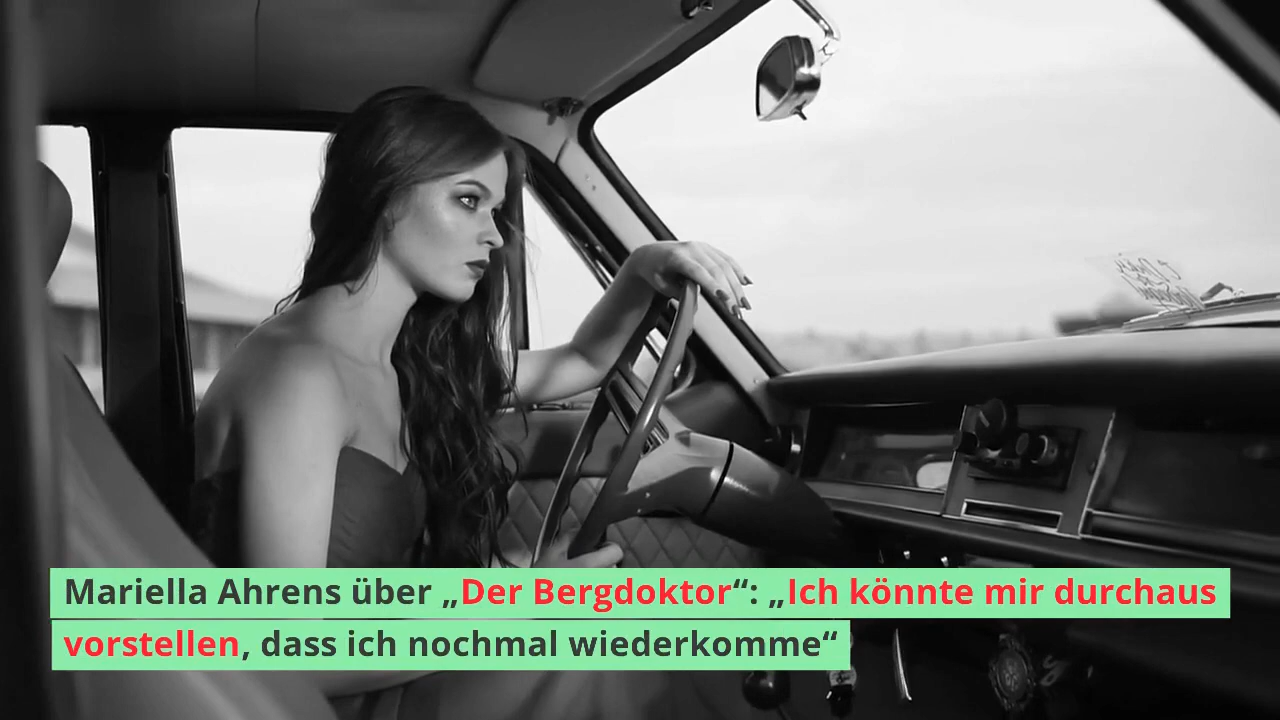 Mariella Ahrens über „Der Bergdoktor“: „Ich könnte mir durchaus
vorstellen, dass ich nochmal wiederkomme“